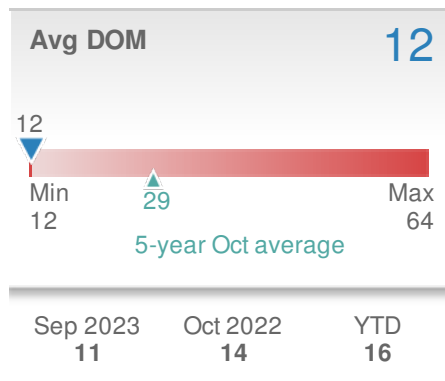 Avg DOM 12
12
Min Max
12 29 64
5-year Oct average
Sep 2023 Oct 2022 YTD
11 14 16